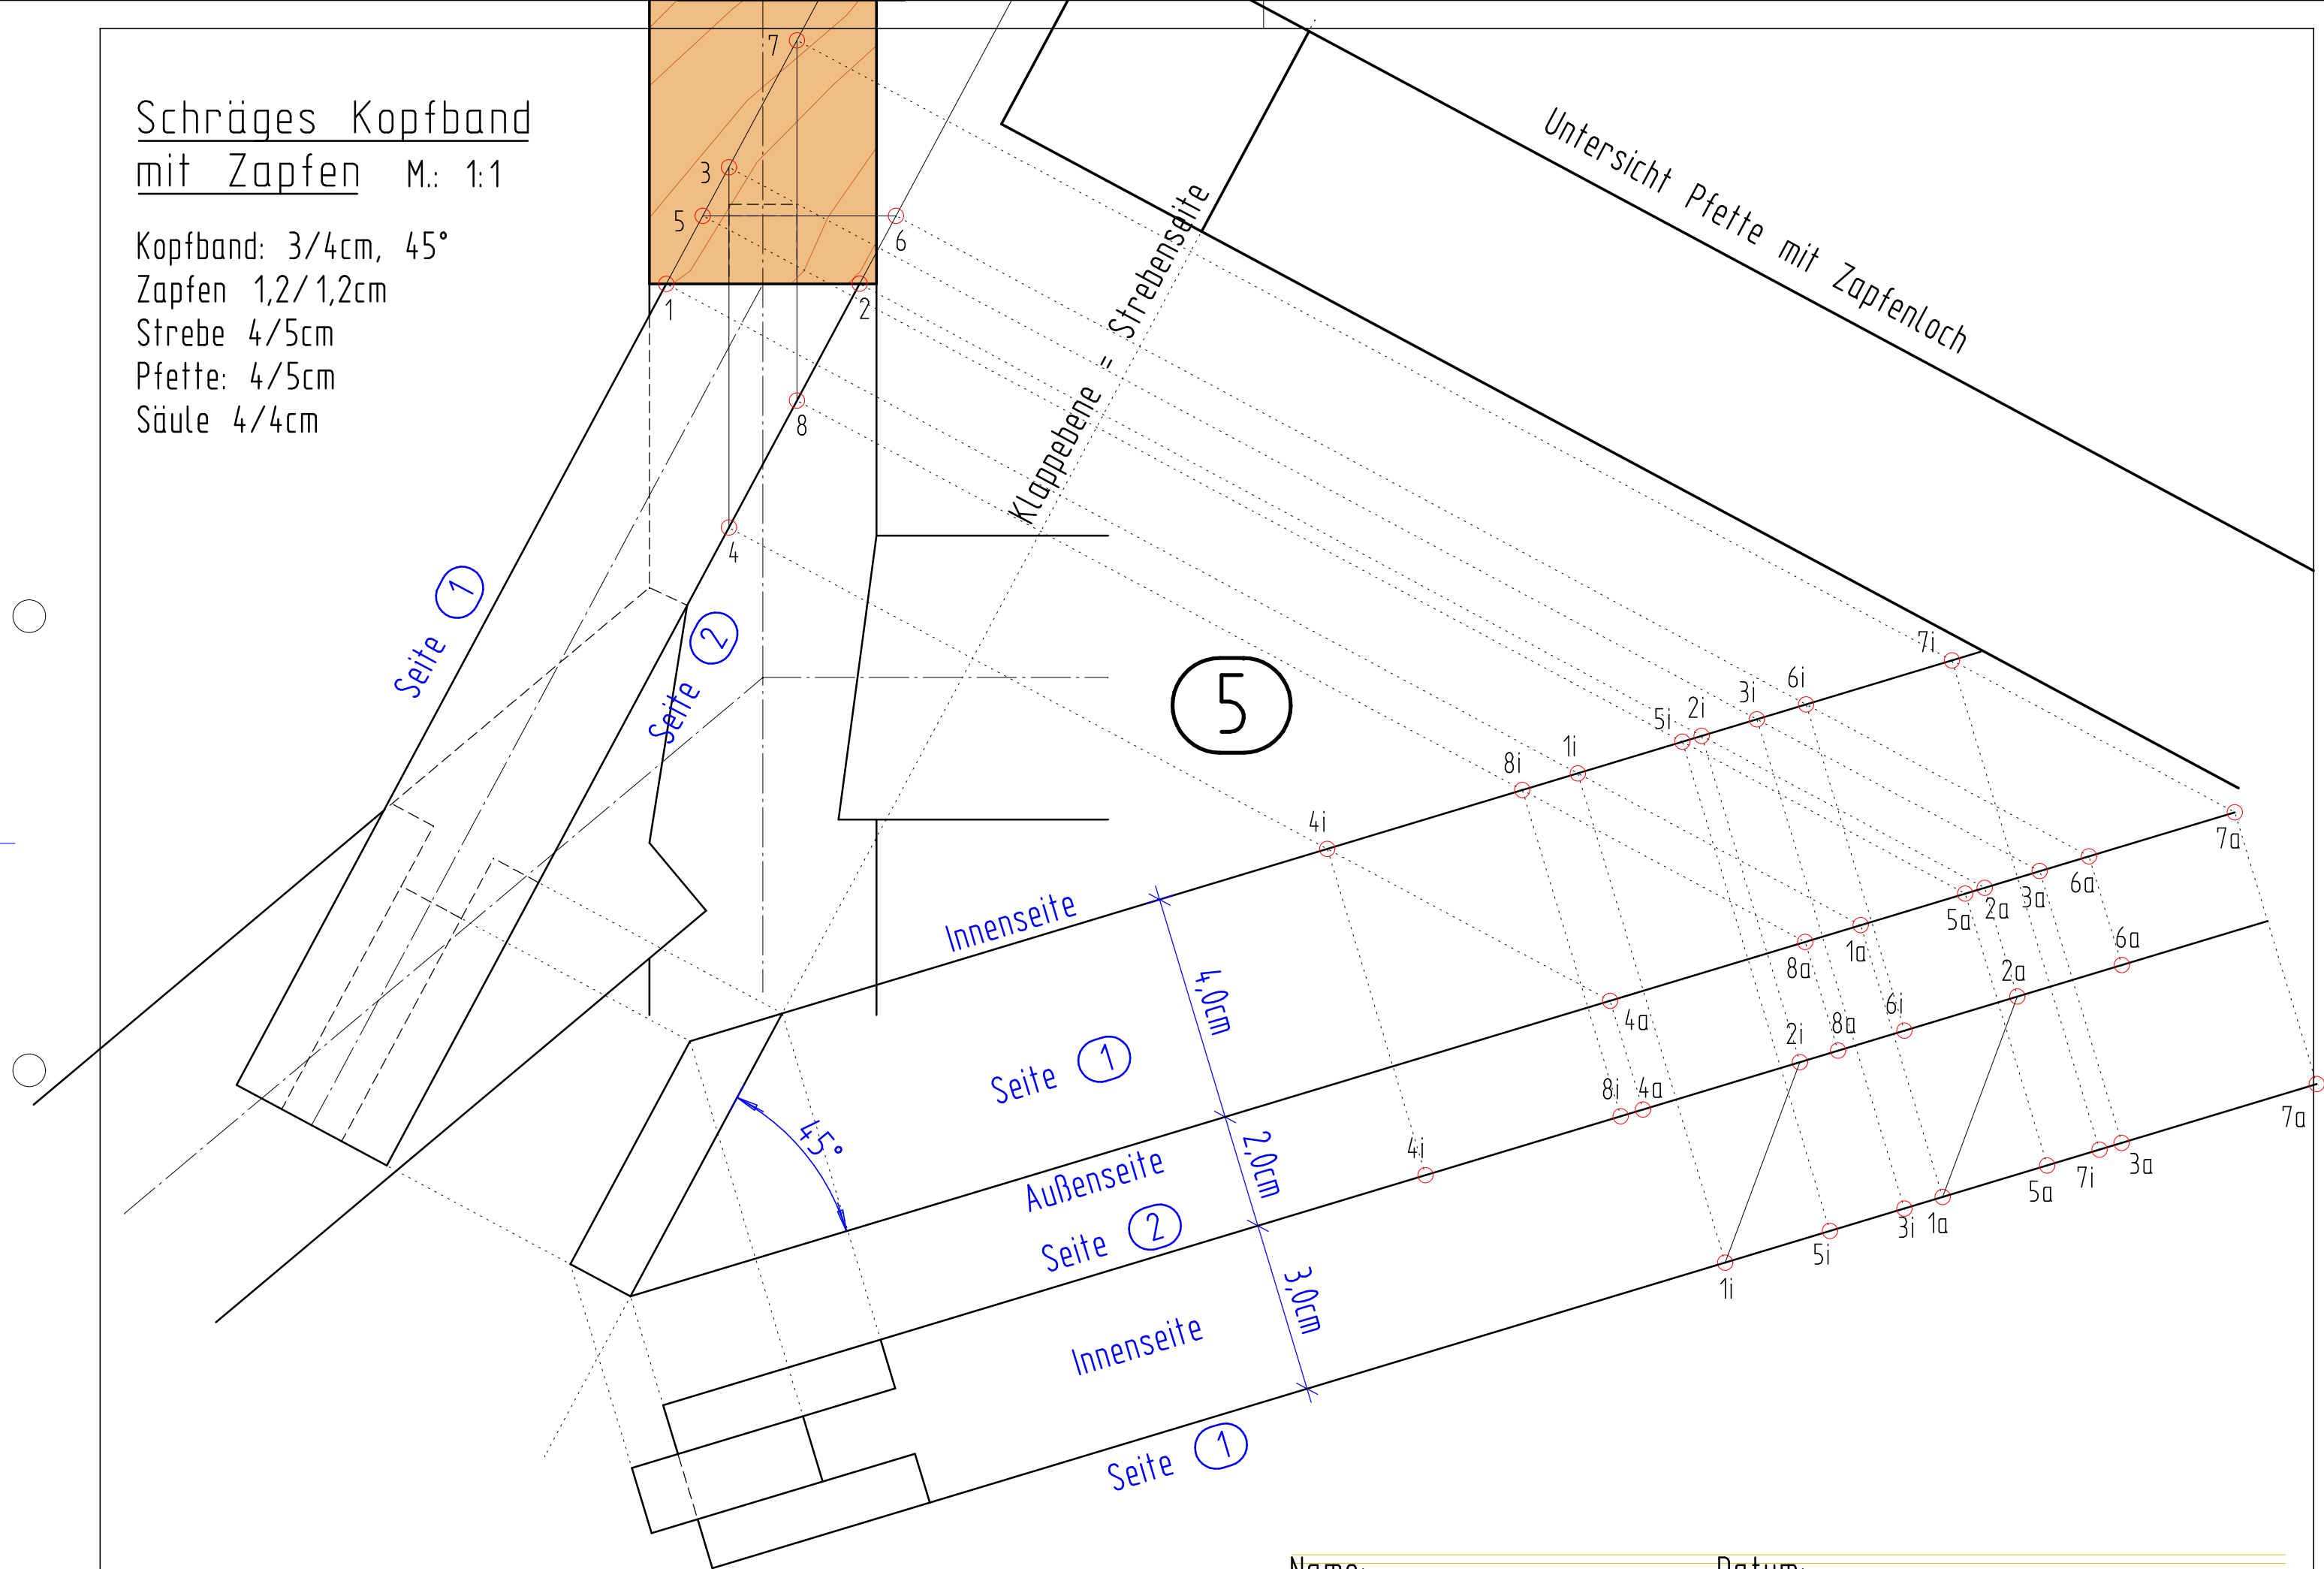 Schräges Kopfband
mit Zapfen M.: 1:1
Kopfband: 3/4cm, 45°
Zapfen 1,2/1,2cm
Strebe 4/5cm
Pfette: 4/5cm
Säule 4/4cm
7
3
5
6
1
2
8
4
Untersicht Pfette mit Zapfenloch
Klappebene = Strebenseite
Seite 1
Seite 2
5
7i
6i
3i
2i
5i
1i
8i
4i
7a
6a
3a
2a
5a
1a
8a
4a
Innenseite
4,0cm
Seite 1
45°
Außenseite
2,0cm
Seite 2
6a
2a
6i
8a
2i
4a
8i
4i
3,0cm
Innenseite
7a
3a
7i
5a
1a
3i
5i
1i
Seite 1
Name:
Datum: